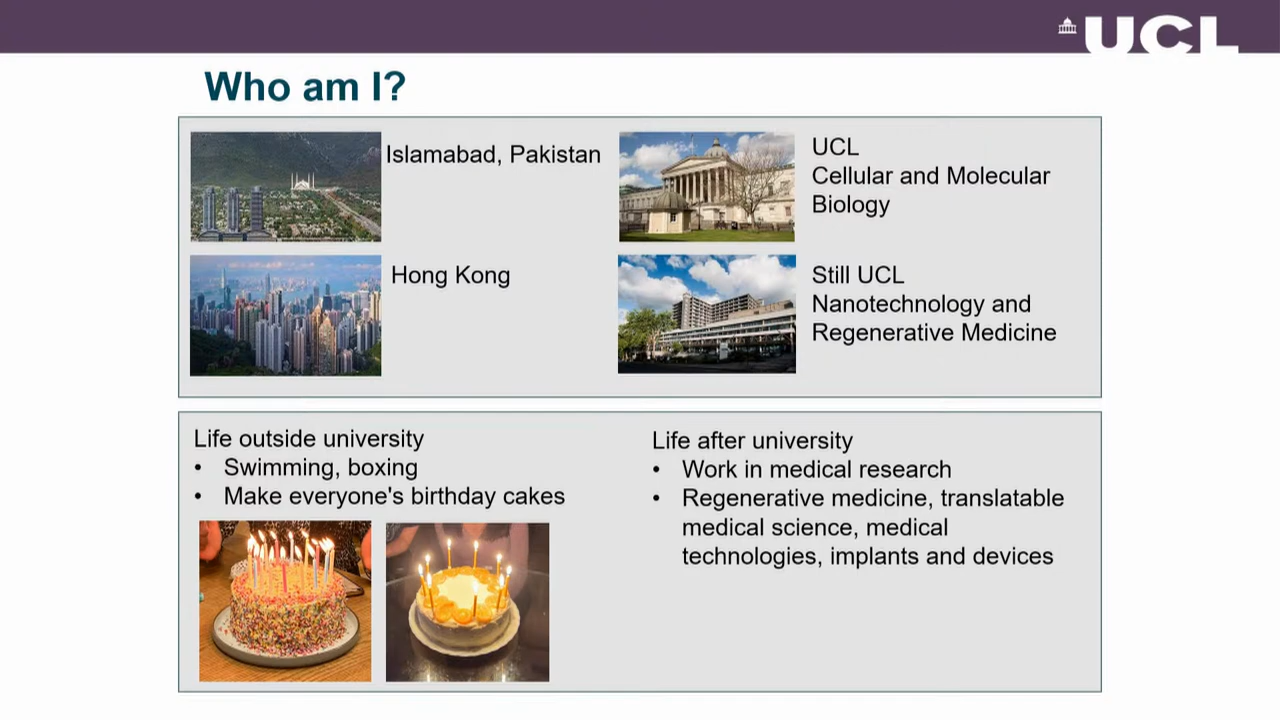 UCL
Who am I?
Islamabad, Pakistan
UCL
Cellular and Molecular
Biology
Hong Kong
Still UCL
Nanotechnology and
Regenerative Medicine
Life outside university
• Swimming, boxing
• Make everyone's birthday cakes
Life after university
• Work in medical research
• Regenerative medicine, translatable
medical science, medical
technologies, implants and devices